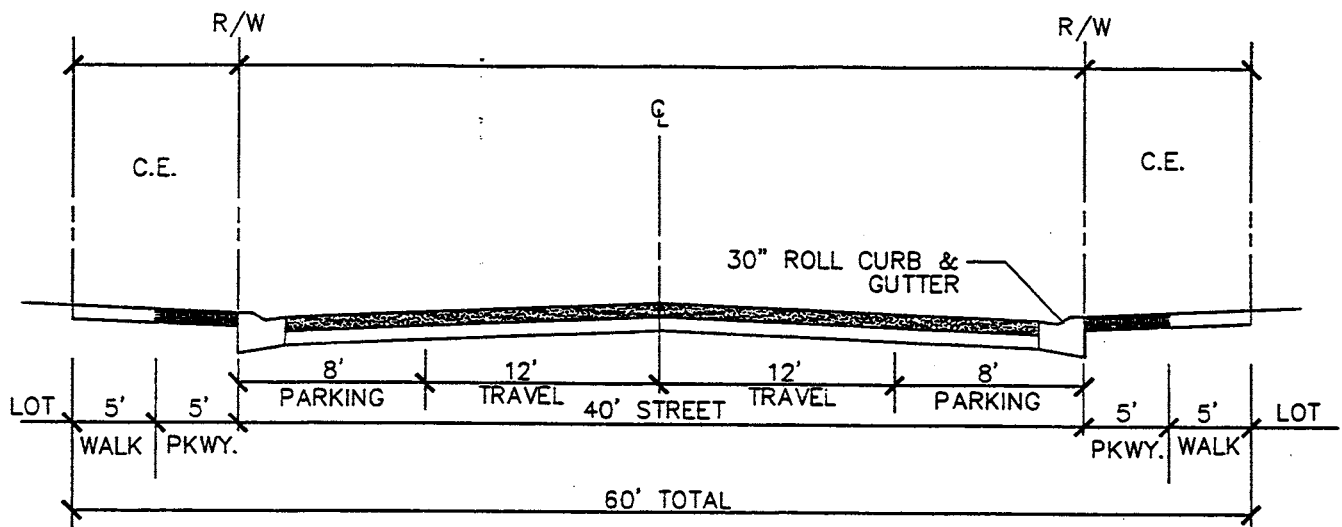 R/W R/W
℄
C.E. C.E.
30" ROLL CURB &
GUTTER
8' 12' 12' 8'
PARKING TRAVEL TRAVEL PARKING
LOT 5' 5' 40' STREET 5' 5' LOT
WALK PKWY. PKWY. WALK
60' TOTAL